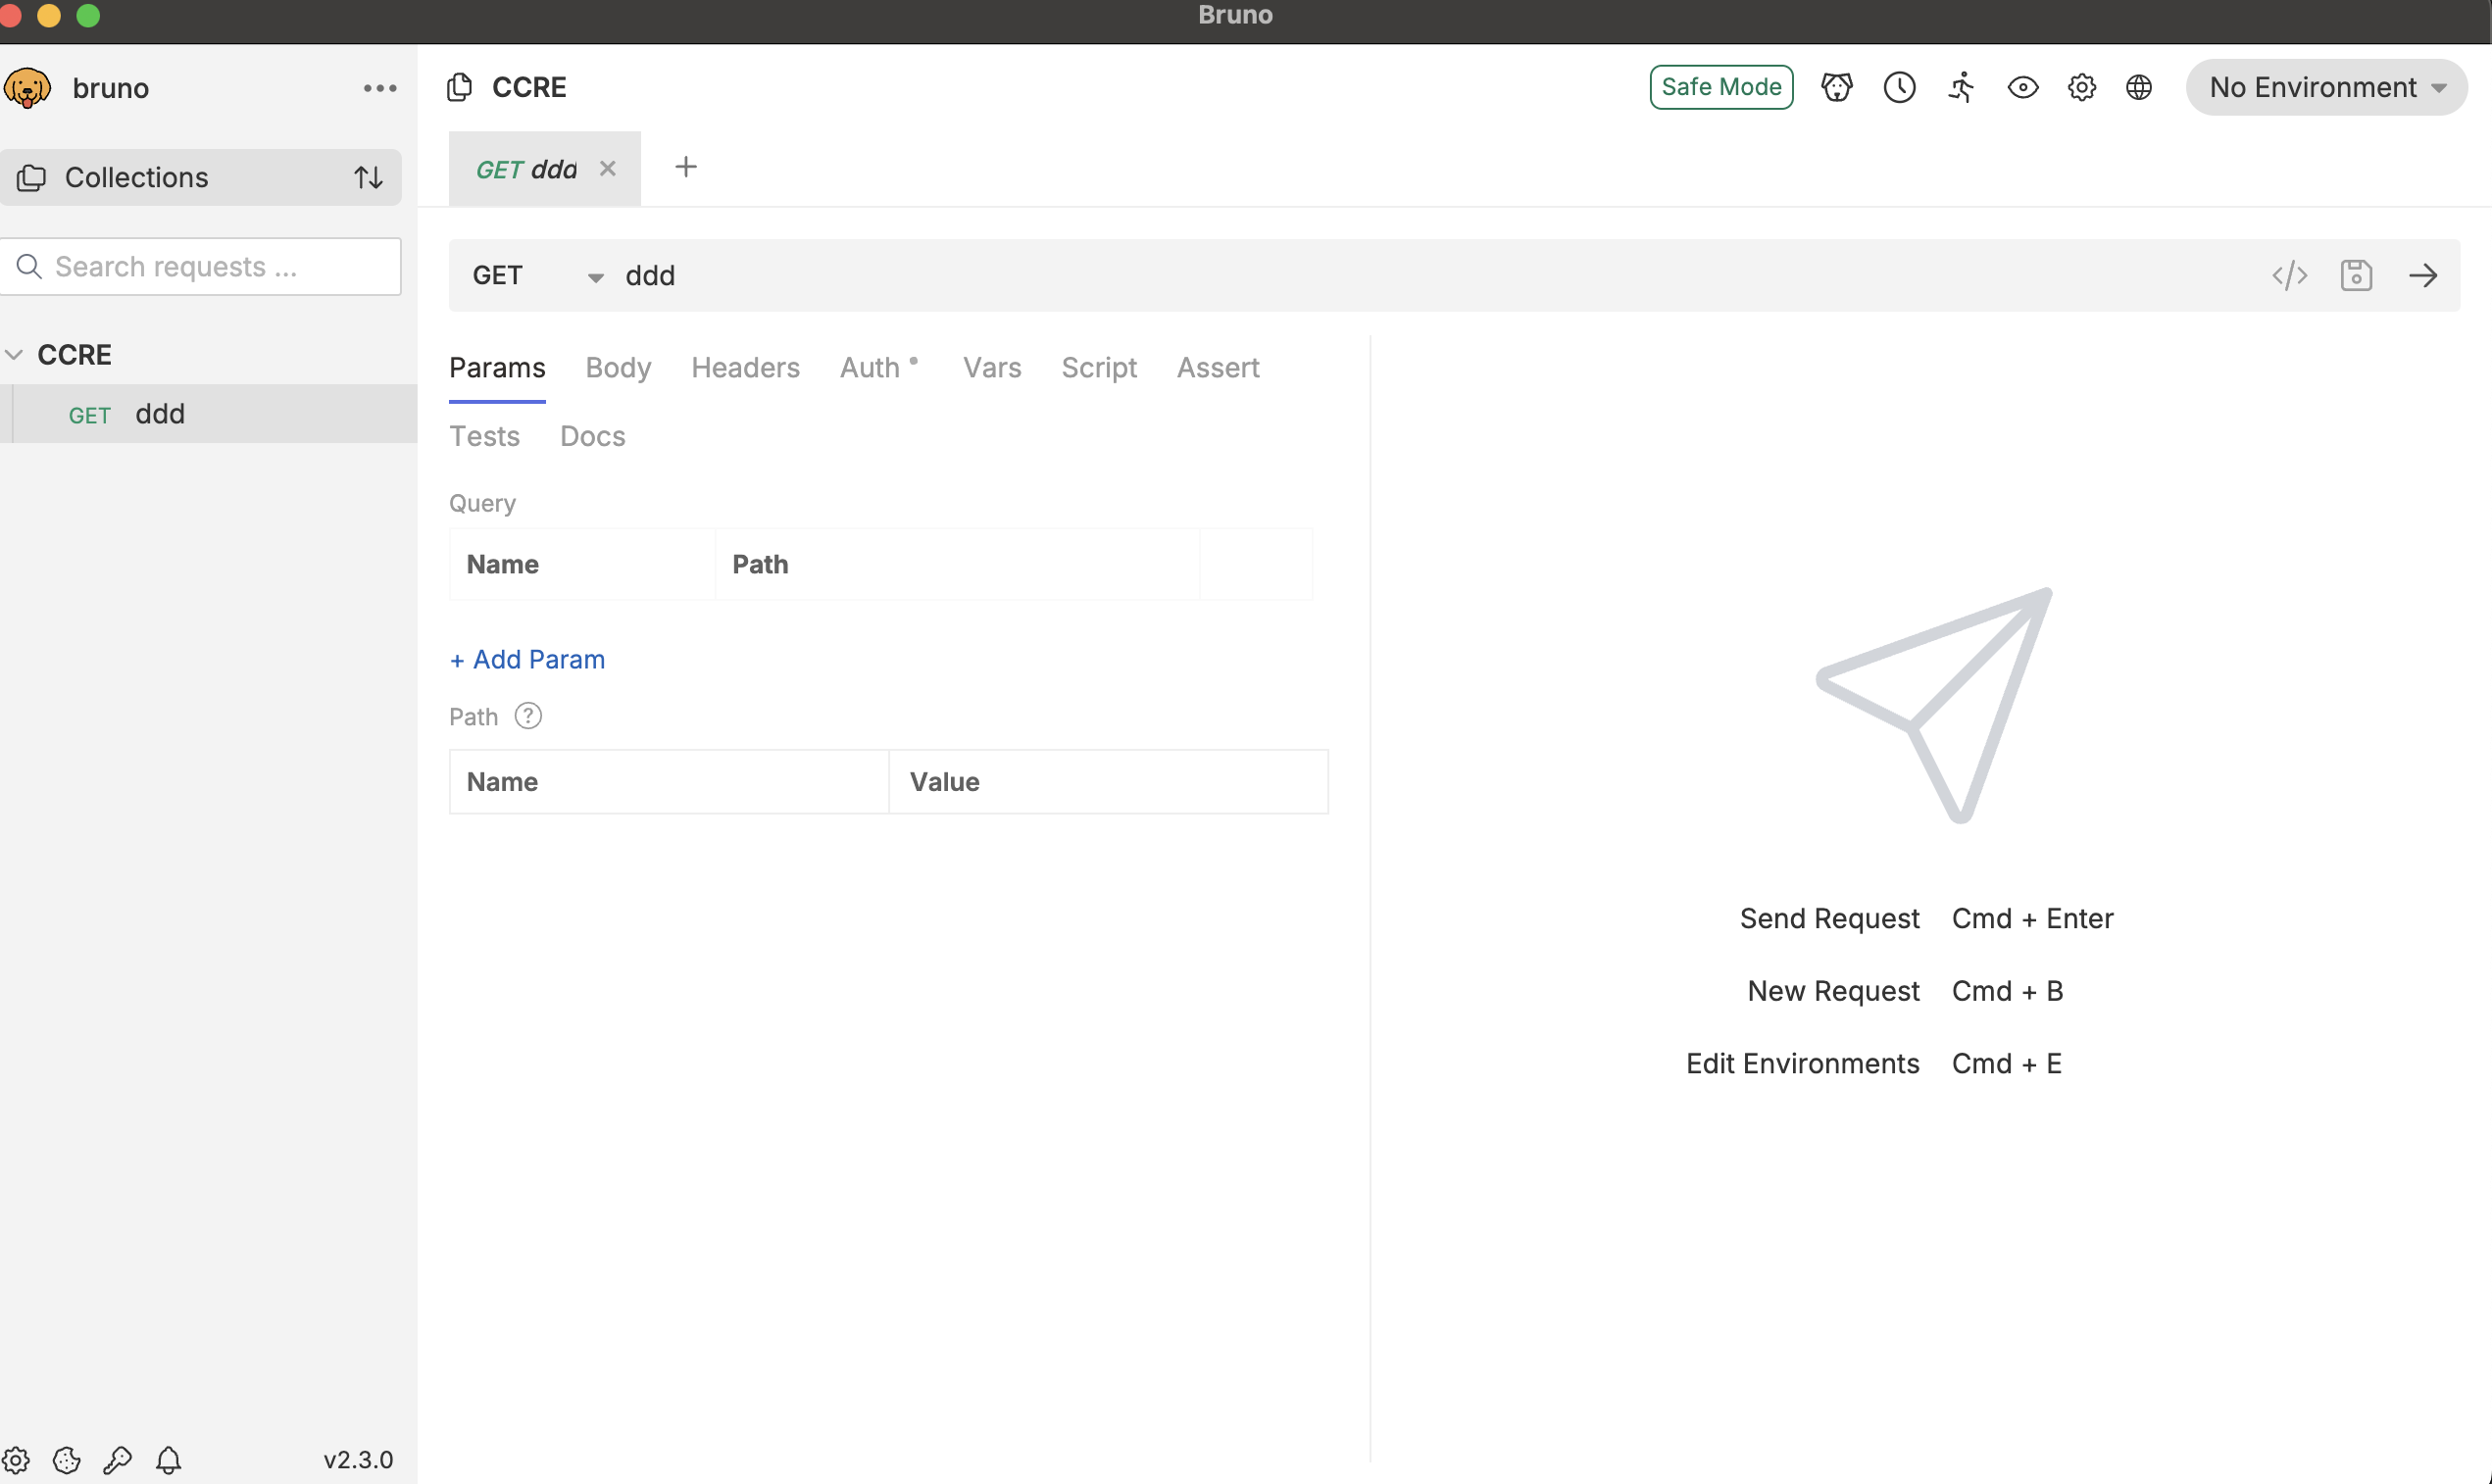 Bruno
bruno
CCRE
Safe Mode
No Environment
Collections
GET ddd
Search requests ...
GET ddd
CCRE
GET ddd
Params Body Headers Auth Vars Script Assert
Tests Docs
Query
Name Path
+ Add Param
Path ?
Name Value
Send Request Cmd + Enter
New Request Cmd + B
Edit Environments Cmd + E
v2.3.0